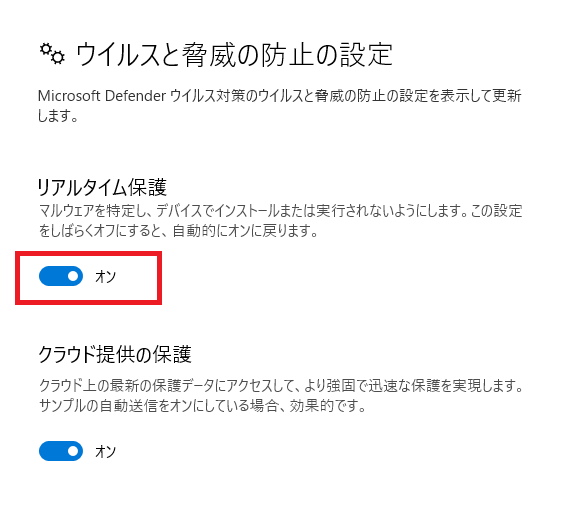 ウイルスと脅威の防止の設定
Microsoft Defender ウイルス対策のウイルスと脅威の防止の設定を表示して更新
します。
リアルタイム保護
マルウェアを特定し、デバイスでインストールまたは実行されないようにします。この設定
をしばらくオフにすると、自動的にオンに戻ります。
オン
クラウド提供の保護
クラウド上の最新の保護データにアクセスして、より強固で迅速な保護を実現します。
サンプルの自動送信をオンにしている場合、効果的です。
オン